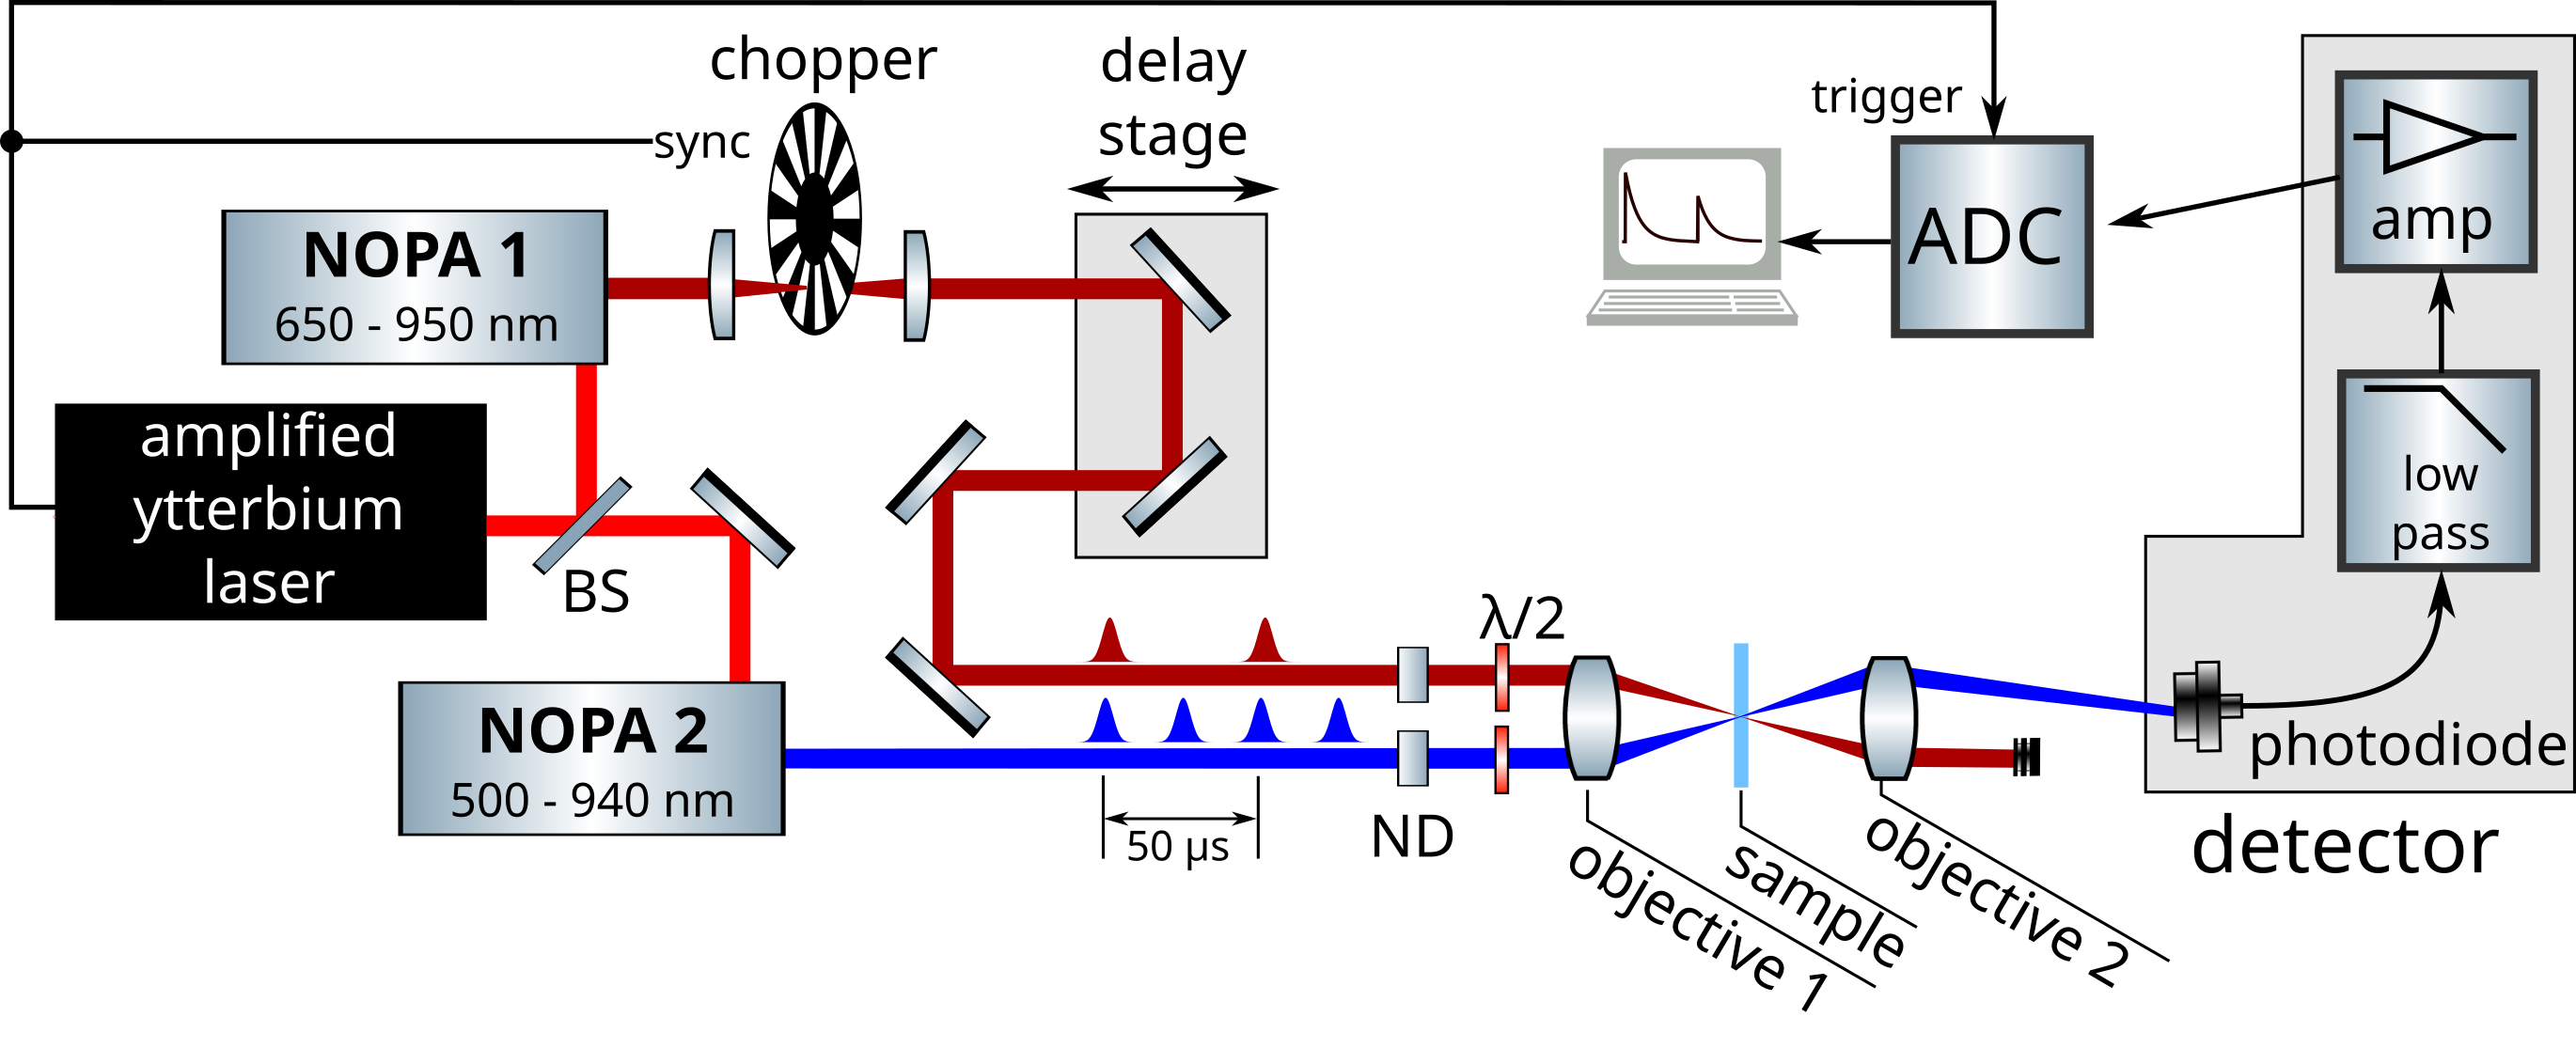 chopper
delay
stage
trigger
sync
amp
ADC
NOPA 1
650 - 950 nm
amplified
ytterbium
laser
BS
low
pass
λ/2
NOPA 2
500 - 940 nm
50 µs
ND
photodiode
detector
objective 1
sample
objective 2